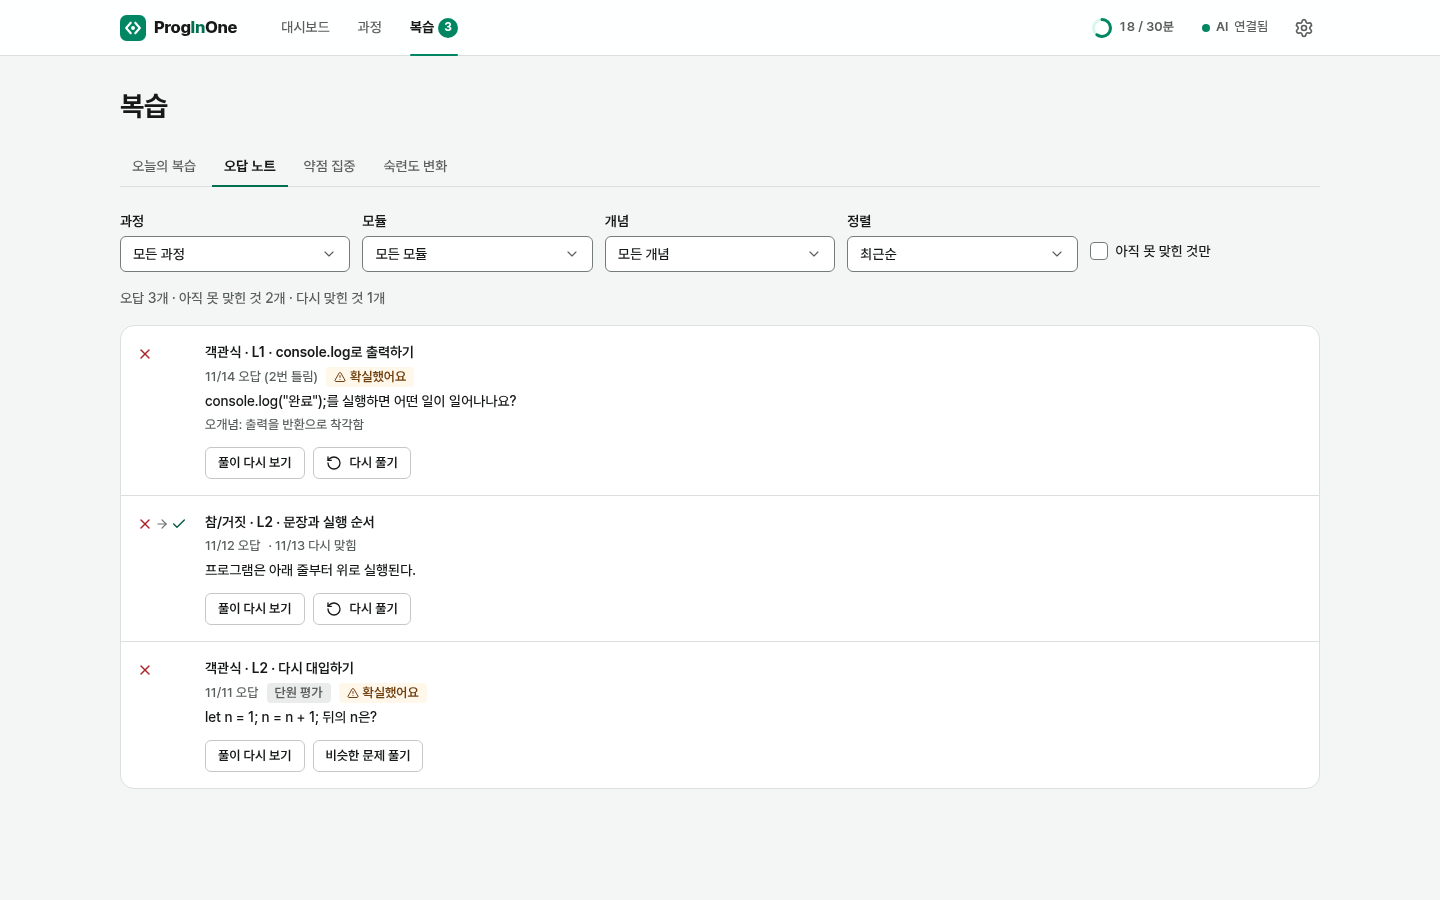 ProgInOne 대시보드 과정 복습 3 18 / 30분 AI 연결됨
복습
오늘의 복습 오답 노트 약점 집중 숙련도 변화
과정 모듈 개념 정렬
모든 과정 모든 모듈 모든 개념 최근순 아직 못 맞힌 것만
오답 3개 · 아직 못 맞힌 것 2개 · 다시 맞힌 것 1개
객관식 · L1 · console.log로 출력하기
11/14 오답 (2번 틀림) 확실했어요
console.log("완료");를 실행하면 어떤 일이 일어나나요?
오개념: 출력을 반환으로 착각함
풀이 다시 보기 다시 풀기
참/거짓 · L2 · 문장과 실행 순서
11/12 오답 · 11/13 다시 맞힘
프로그램은 아래 줄부터 위로 실행된다.
풀이 다시 보기 다시 풀기
객관식 · L2 · 다시 대입하기
11/11 오답 단원 평가 확실했어요
let n = 1; n = n + 1; 뒤의 n은?
풀이 다시 보기 비슷한 문제 풀기